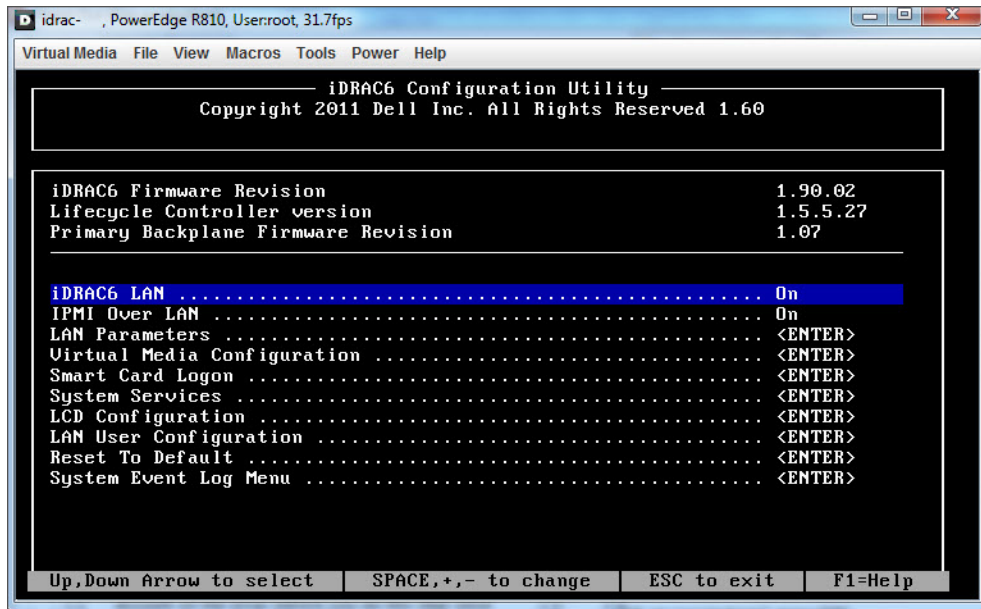 idrac- , PowerEdge R810, User:root, 31.7fps
Virtual Media File View Macros Tools Power Help
iDRAC6 Configuration Utility
Copyright 2011 Dell Inc. All Rights Reserved 1.60
iDRAC6 Firmware Revision 1.90.02
Lifecycle Controller version 1.5.5.27
Primary Backplane Firmware Revision 1.07
iDRAC6 LAN ................................................... On
IPMI Over LAN ................................................ On
LAN Parameters ............................................... <ENTER>
Virtual Media Configuration .................................. <ENTER>
Smart Card Logon ............................................. <ENTER>
System Services .............................................. <ENTER>
LCD Configuration ............................................. <ENTER>
LAN User Configuration ....................................... <ENTER>
Reset To Default ............................................. <ENTER>
System Event Log Menu ........................................ <ENTER>
Up,Down Arrow to select SPACE,+,- to change ESC to exit F1=Help